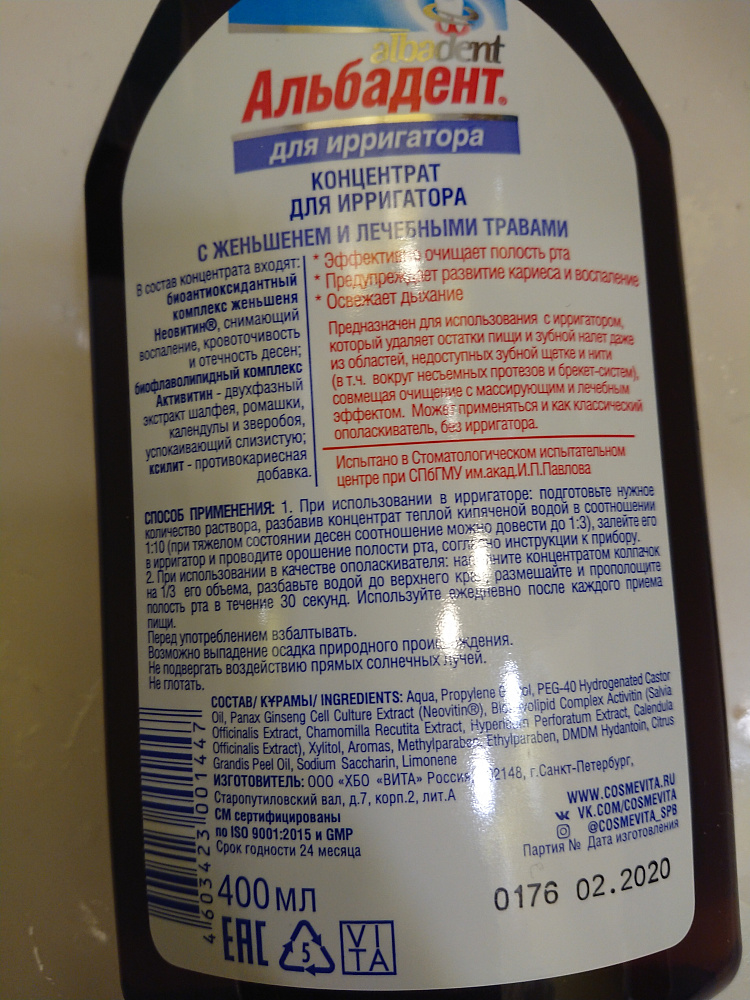 albadent
Альбадент®
для ирригатора
КОНЦЕНТРАТ
ДЛЯ ИРРИГАТОРА
С ЖЕНЬШЕНЕМ И ЛЕЧЕБНЫМИ ТРАВАМИ
В состав концентрата входят:
биоантиоксидантный
комплекс женьшеня
Неовитин®, снимающий
воспаление, кровоточивость
и отечность десен;
биофлаволипидный комплекс
Активитин - двухфазный
экстракт шалфея, ромашки,
календулы и зверобоя,
успокаивающий слизистую;
ксилит - противокариесная
добавка.
* Эффективно очищает полость рта
* Предупреждает развитие кариеса и воспаление
* Освежает дыхание
Предназначен для использования с ирригатором,
который удаляет остатки пищи и зубной налет даже
из областей, недоступных зубной щетке и нити
(в т.ч. вокруг несъемных протезов и брекет-систем),
совмещая очищение с массирующим и лечебным
эффектом. Может применяться и как классический
ополаскиватель, без ирригатора.
Испытано в Стоматологическом испытательном
центре при СПбГМУ им.акад.И.П.Павлова
СПОСОБ ПРИМЕНЕНИЯ: 1. При использовании в ирригаторе: подготовьте нужное
количество раствора, разбавив концентрат теплой кипяченой водой в соотношении
1:10 (при тяжелом состоянии десен соотношение можно довести до 1:3), залейте его
в ирригатор и проводите орошение полости рта, согласно инструкции к прибору.
2. При использовании в качестве ополаскивателя: наполните концентратом колпачок
на 1/3 его объема, разбавьте водой до верхнего края, размешайте и прополощите
полость рта в течение 30 секунд. Используйте ежедневно после каждого приема
пищи.
Перед употреблением взбалтывать.
Возможно выпадение осадка природного происхождения.
Не подвергать воздействию прямых солнечных лучей.
Не глотать.
СОСТАВ/ ҚҰРАМЫ/ INGREDIENTS: Aqua, Propylene Glycol, PEG-40 Hydrogenated Castor
Oil, Panax Ginseng Cell Culture Extract (Neovitin®), Bioflavolipid Complex Activitin (Salvia
Officinalis Extract, Chamomilla Recutita Extract, Hypericum Perforatum Extract, Calendula
Officinalis Extract), Xylitol, Aromas, Methylparaben, Ethylparaben, DMDM Hydantoin, Citrus
Grandis Peel Oil, Sodium Saccharin, Limonene
ИЗГОТОВИТЕЛЬ: ООО «ХБО «ВИТА» Россия, 192148, г.Санкт-Петербург,
Старопутиловский вал, д.7, корп.2, лит.А
СМ сертифицированы
по ISO 9001:2015 и GMP
Срок годности 24 месяца
WWW.COSMEVITA.RU
VK.COM/COSMEVITA
@COSMEVITA_SPB
Партия № Дата изготовления
0176 02.2020
4 603423 001447
400 мл
EAC
5
VITA